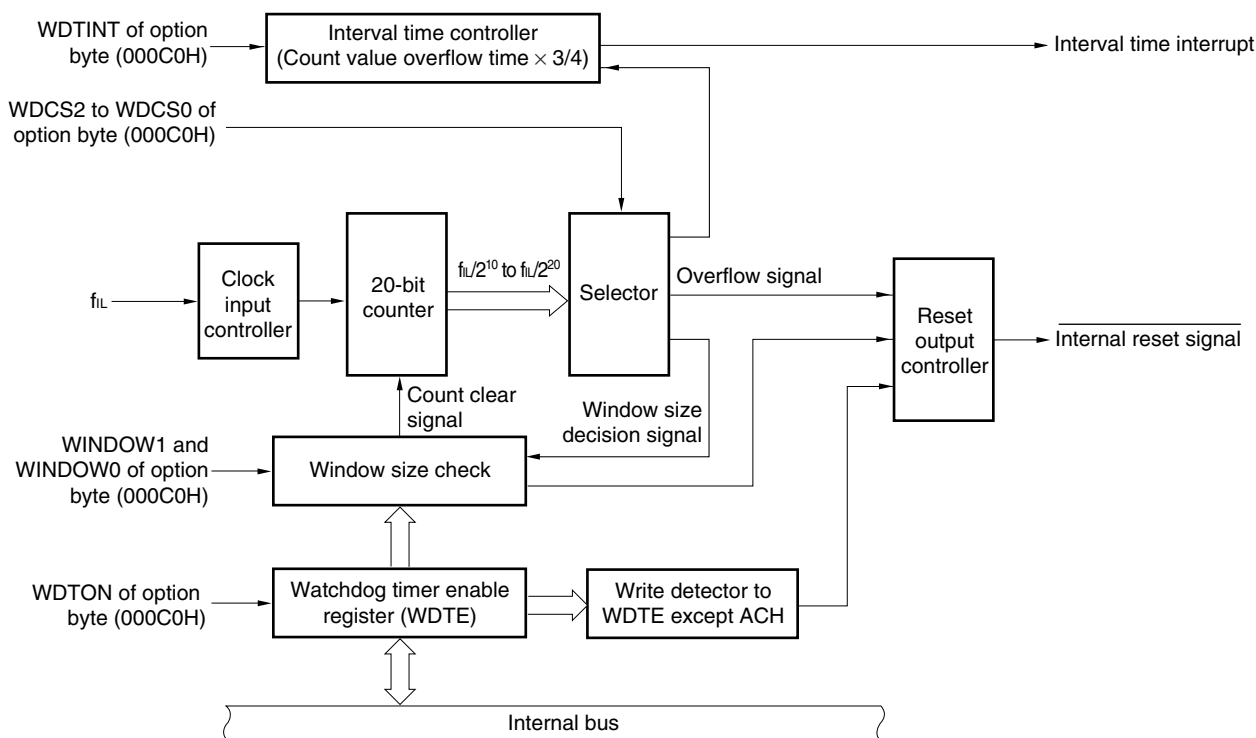 WDTINT of option
byte (000C0H)
Interval time controller
(Count value overflow time × 3/4)
Interval time interrupt
WDCS2 to WDCS0 of
option byte (000C0H)
fIL
Clock
input
controller
20-bit
counter
fIL/2¹⁰ to fIL/2²⁰
Selector
Overflow signal
Reset
output
controller
Internal reset signal
Count clear
signal
Window size
decision signal
WINDOW1 and
WINDOW0 of option
byte (000C0H)
Window size check
WDTON of option
byte (000C0H)
Watchdog timer enable
register (WDTE)
Write detector to
WDTE except ACH
Internal bus